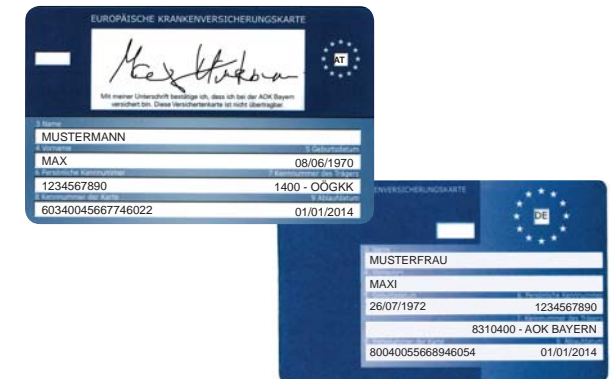 EUROPÄISCHE KRANKENVERSICHERUNGSKARTE
AT
Mit meiner Unterschrift bestätige ich, dass ich bei der AOK Bayern
versichert bin. Diese Versichertenkarte ist nicht übertragbar.
3 Name
MUSTERMANN
4 Vorname 5 Geburtsdatum
MAX 08/06/1970
6 Persönliche Kennnummer 7 Kennnummer des Trägers
1234567890 1400 - OÖGKK
8 Kennnummer der Karte 9 Ablaufdatum
60340045667746022 01/01/2014
DE
MUSTERFRAU
MAXI
26/07/1972 1234567890
8310400 - AOK BAYERN
80040055668946054 01/01/2014